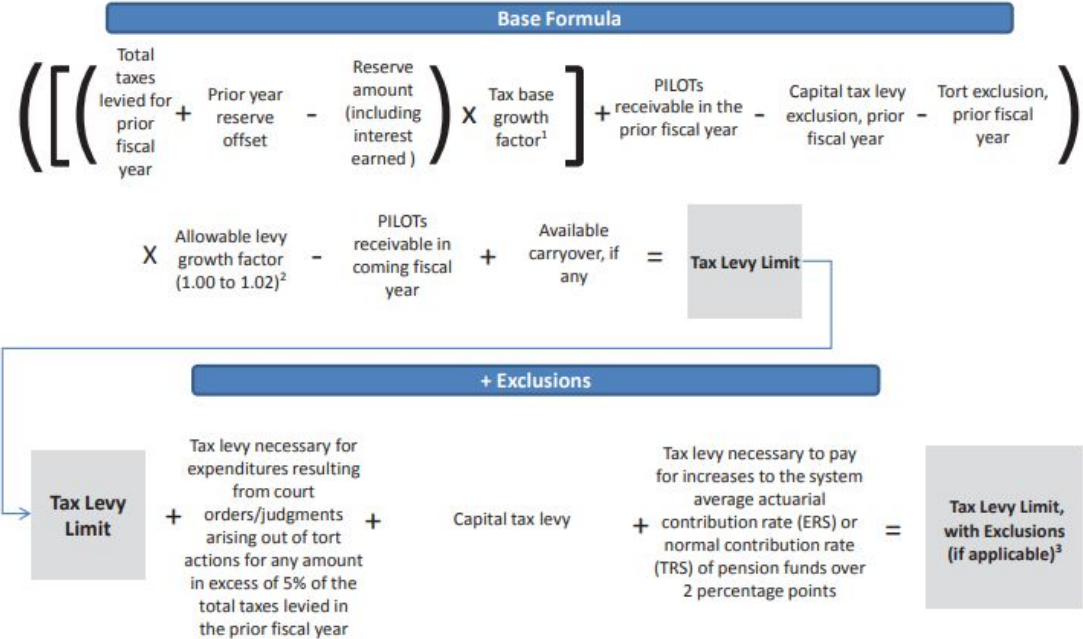 Base Formula
Total
taxes
levied for
prior
fiscal
year
+
Prior year
reserve
offset
-
Reserve
amount
(including
interest
earned )
X
Tax base
growth
factor¹
+
PILOTs
receivable in the
prior fiscal year
-
Capital tax levy
exclusion, prior
fiscal year
-
Tort exclusion,
prior fiscal
year
X
Allowable levy
growth factor
(1.00 to 1.02)²
-
PILOTs
receivable in
coming fiscal
year
+
Available
carryover, if
any
=
Tax Levy Limit
+ Exclusions
Tax Levy
Limit
+
Tax levy necessary for
expenditures resulting
from court
orders/judgments
arising out of tort
actions for any amount
in excess of 5% of the
total taxes levied in
the prior fiscal year
+
Capital tax levy
+
Tax levy necessary to pay
for increases to the system
average actuarial
contribution rate (ERS) or
normal contribution rate
(TRS) of pension funds over
2 percentage points
=
Tax Levy Limit,
with Exclusions
(if applicable)³